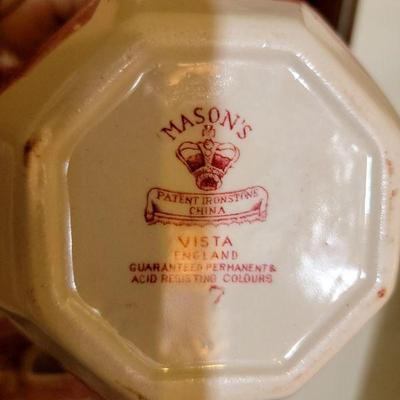 MASON'S
PATENT IRONSTONE
CHINA
VISTA
ENGLAND
GUARANTEED PERMANENT &
ACID RESISTING COLOURS
7